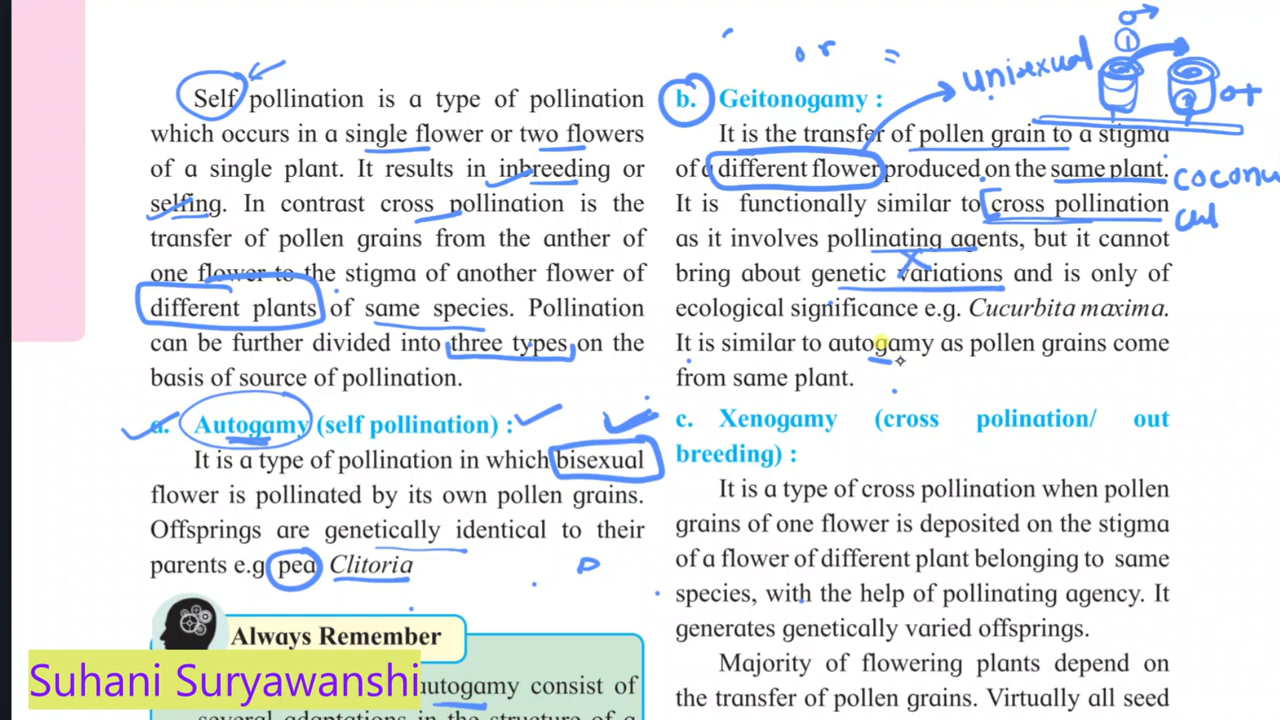 Self pollination is a type of pollination
which occurs in a single flower or two flowers
of a single plant. It results in inbreeding or
selfing. In contrast cross pollination is the
transfer of pollen grains from the anther of
one flower to the stigma of another flower of
different plants of same species. Pollination
can be further divided into three types on the
basis of source of pollination.
a. Autogamy (self pollination) :
It is a type of pollination in which bisexual
flower is pollinated by its own pollen grains.
Offsprings are genetically identical to their
parents e.g. pea Clitoria
Always Remember
Suhani Suryawanshi
autogamy consist of
several adaptations in the structure of a
or =
unisexual
b. Geitonogamy :
It is the transfer of pollen grain to a stigma
of a different flower produced on the same plant.
coconu
It is functionally similar to cross pollination
as it involves pollinating agents, but it cannot
bring about genetic variations and is only of
ecological significance e.g. Cucurbita maxima.
It is similar to autogamy as pollen grains come
from same plant.
c. Xenogamy (cross polination/ out
breeding) :
It is a type of cross pollination when pollen
grains of one flower is deposited on the stigma
of a flower of different plant belonging to same
species, with the help of pollinating agency. It
generates genetically varied offsprings.
Majority of flowering plants depend on
the transfer of pollen grains. Virtually all seed